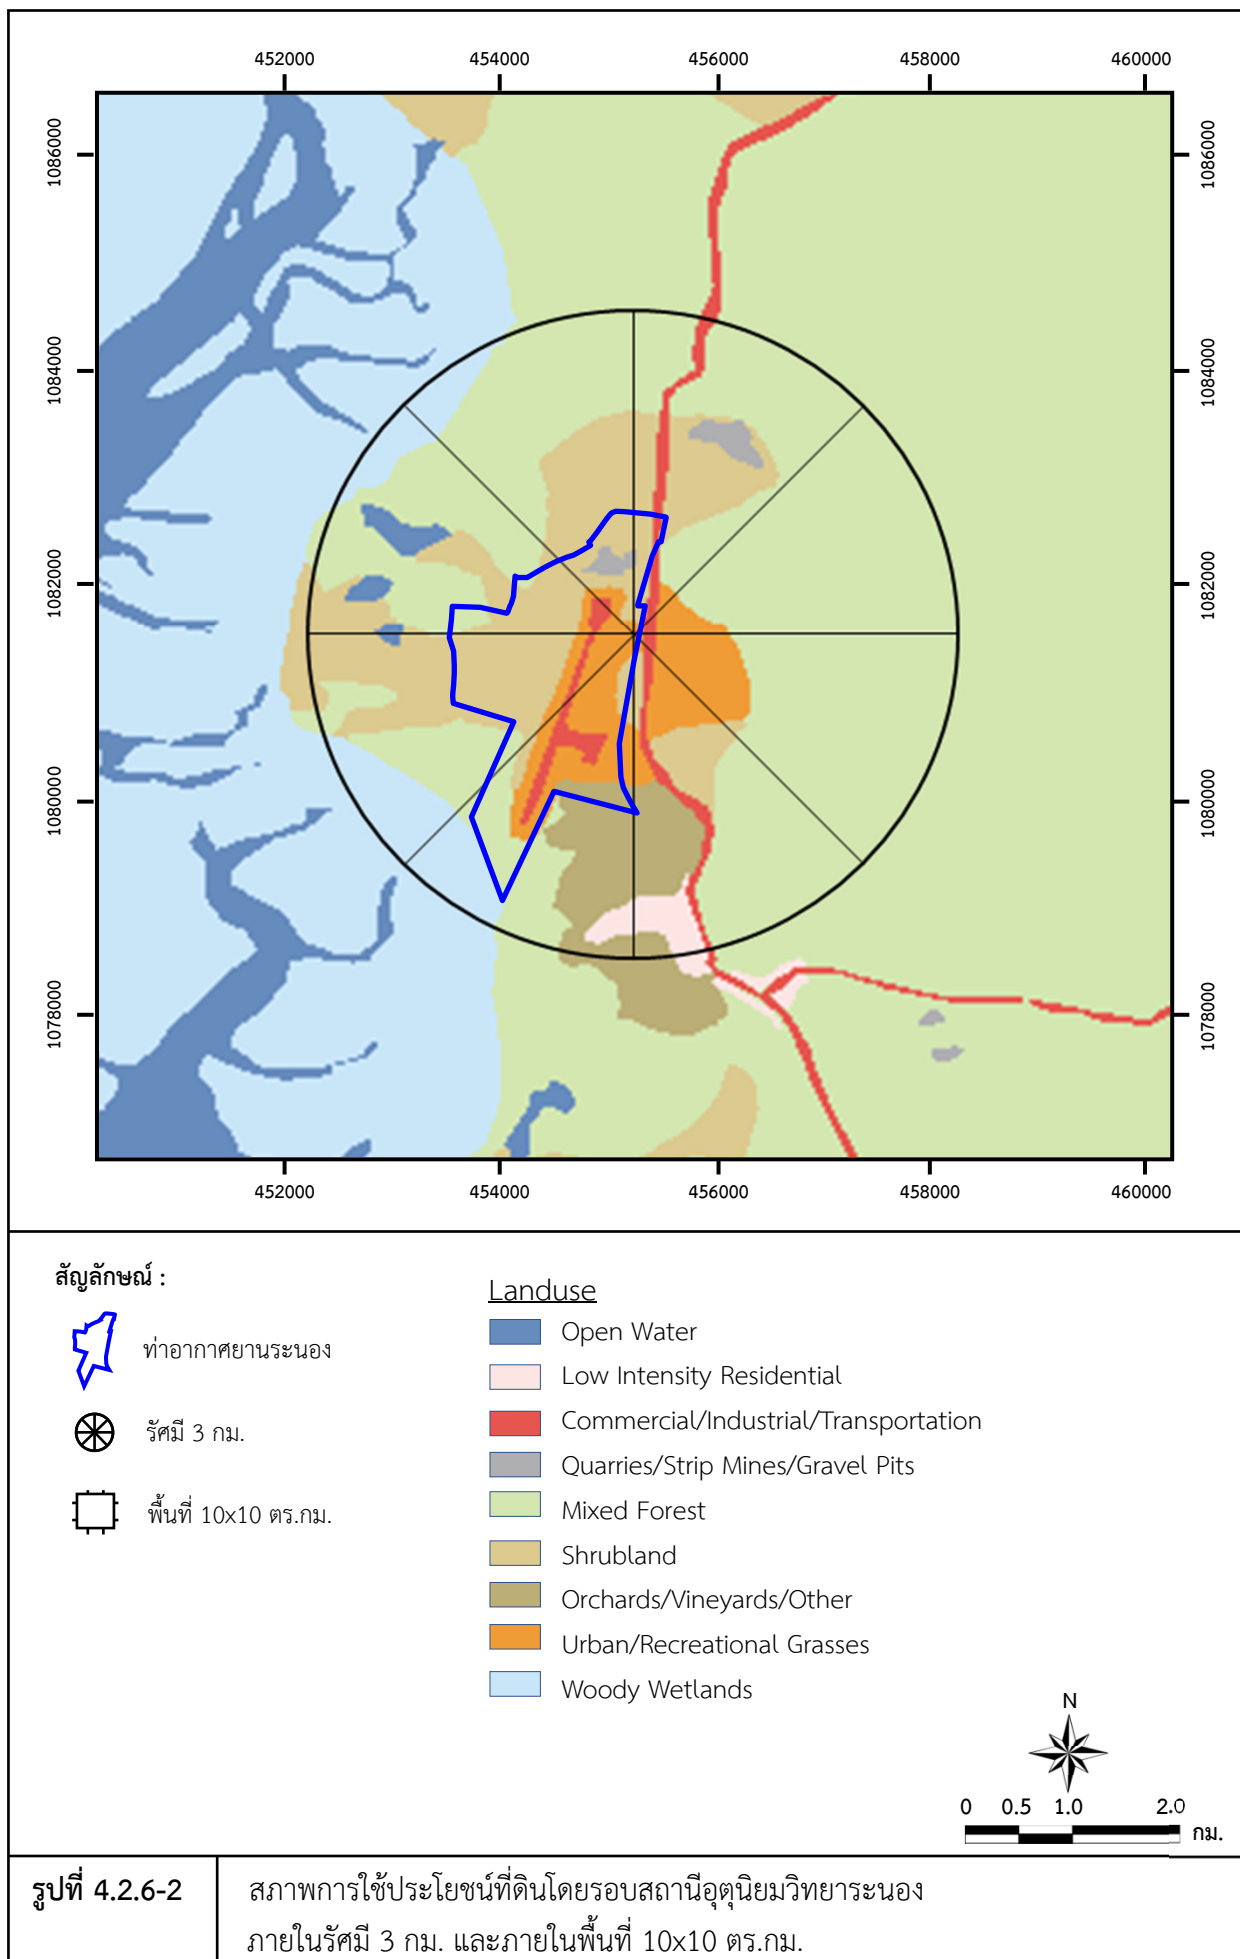 452000 454000 456000 458000 460000
1086000 1086000
1084000 1084000
1082000 1082000
1080000 1080000
1078000 1078000
452000 454000 456000 458000 460000
สัญลักษณ์ :
ท่าอากาศยานระนอง
รัศมี 3 กม.
พื้นที่ 10x10 ตร.กม.
Landuse
Open Water
Low Intensity Residential
Commercial/Industrial/Transportation
Quarries/Strip Mines/Gravel Pits
Mixed Forest
Shrubland
Orchards/Vineyards/Other
Urban/Recreational Grasses
Woody Wetlands
N
0 0.5 1.0 2.0
กม.
รูปที่ 4.2.6-2
สภาพการใช้ประโยชน์ที่ดินโดยรอบสถานีอุตุนิยมวิทยาระนอง
ภายในรัศมี 3 กม. และภายในพื้นที่ 10x10 ตร.กม.